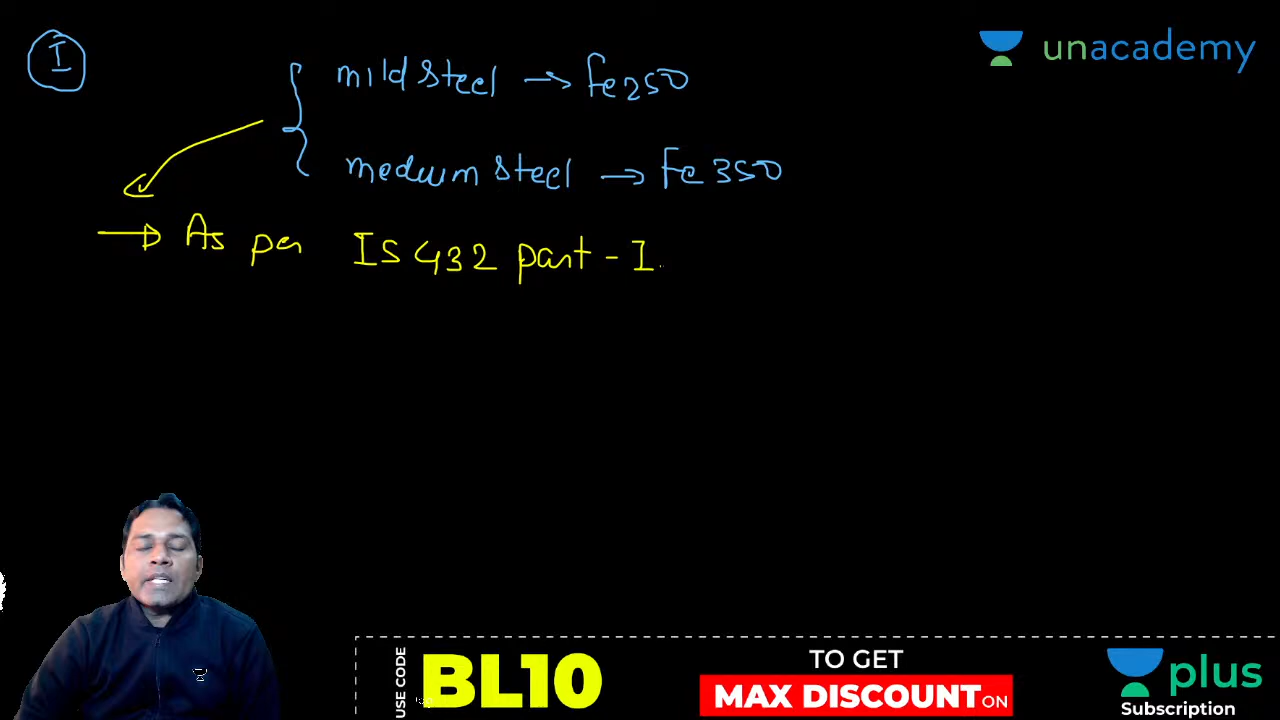 I
unacademy
mild steel → Fe250
medium steel → Fe350
→ As per IS 432 part - I.
USE CODE
BL10
TO GET
MAX DISCOUNT ON
plus
Subscription